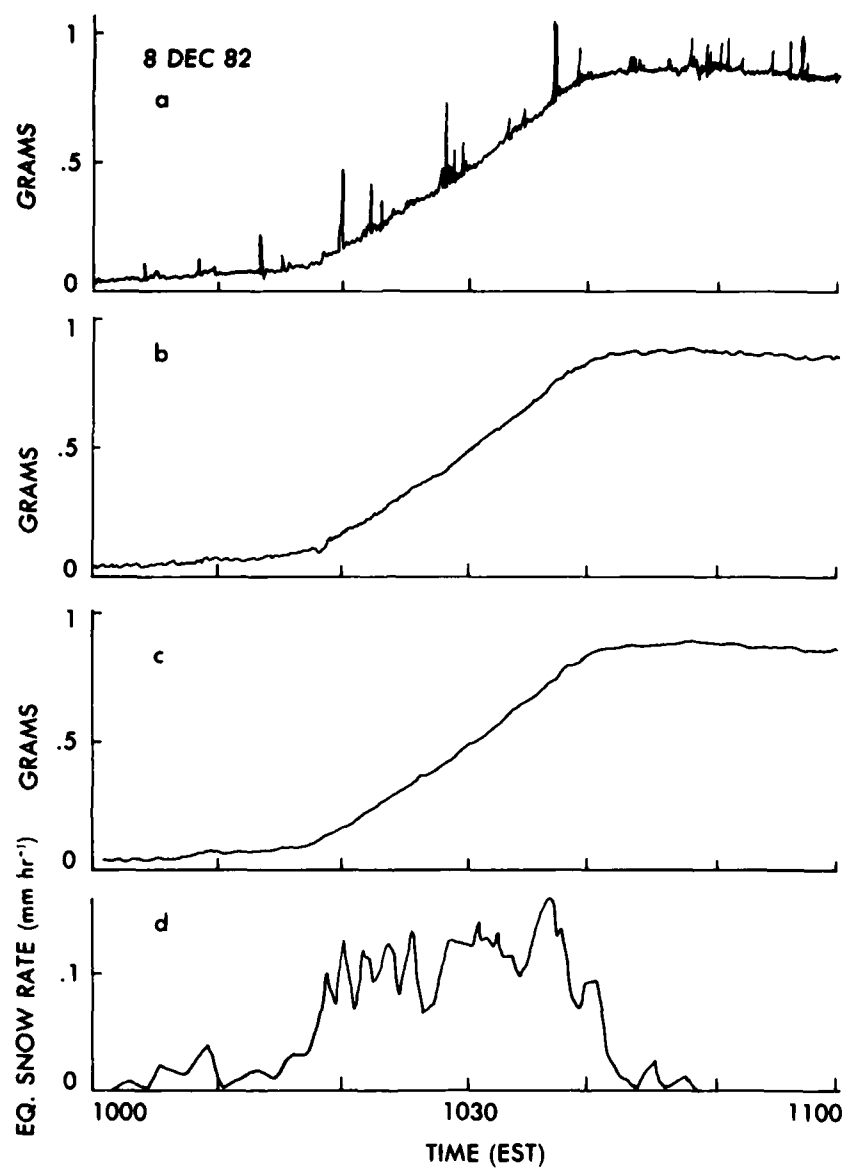 1
8 DEC 82
a
GRAMS
.5
0
1
b
GRAMS
.5
0
1
c
GRAMS
.5
0
d
EQ. SNOW RATE (mm hr⁻¹)
.1
0
1000 1030 1100
TIME (EST)